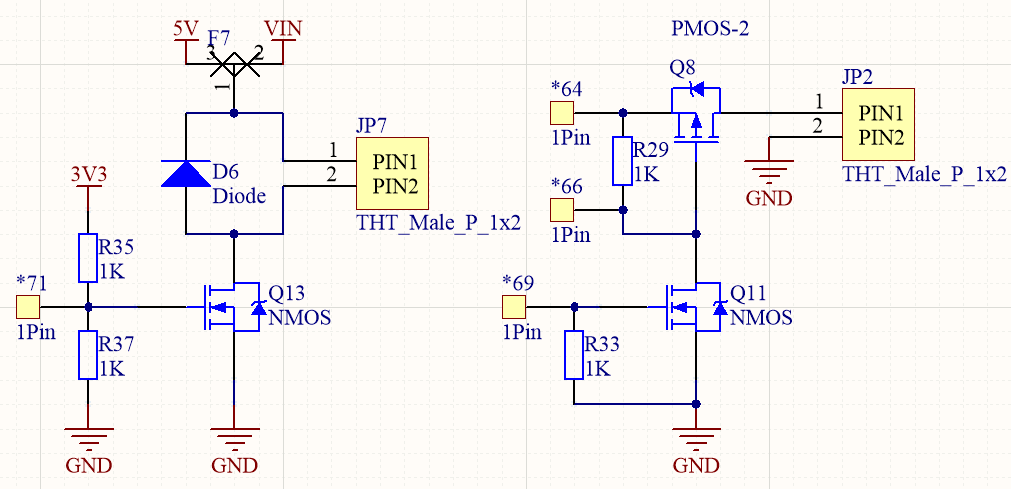 5V
VIN
F7
3
2
1
JP7
1
PIN1
2
PIN2
THT_Male_P_1x2
D6
Diode
3V3
R35
1K
*71
1Pin
Q13
NMOS
R37
1K
GND
GND
PMOS-2
Q8
JP2
*64
1Pin
1
PIN1
2
PIN2
THT_Male_P_1x2
R29
1K
GND
*66
1Pin
*69
1Pin
Q11
NMOS
R33
1K
GND